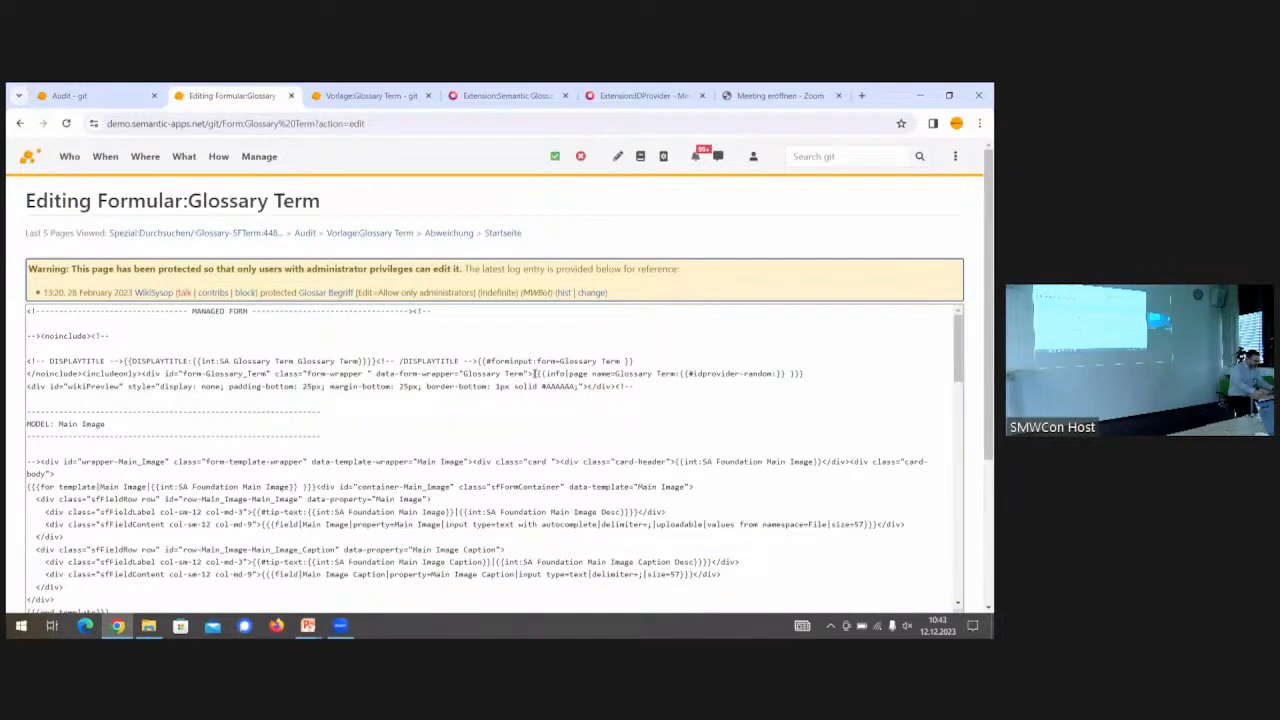 Audit - git
Editing Formular:Glossary
Vorlage:Glossary Term - git
Extension:Semantic Gloss
Extension:IDProvider - Me
Meeting eröffnen - Zoom
demo.semantic-apps.net/git/Form:Glossary%20Term?action=edit
Who When Where What How Manage
99+
Search git
Editing Formular:Glossary Term
Last 5 Pages Viewed: Spezial:Durchsuchen/:Glossary-5FTerm:448... > Audit > Vorlage:Glossary Term > Abweichung > Startseite
Warning: This page has been protected so that only users with administrator privileges can edit it. The latest log entry is provided below for reference:
• 13:20, 28 February 2023 WikiSysop (talk | contribs | block) protected Glossar Begriff [Edit=Allow only administrators] (indefinite) (MWBot) (hist | change)
<!------------------------------- MANAGED FORM --------------------------------><!--
--><noinclude><!--
<!-- DISPLAYTITLE -->{{DISPLAYTITLE:{{int:SA Glossary Term Glossary Term}}}}<!-- /DISPLAYTITLE -->{{#forminput:form=Glossary Term }}
</noinclude><includeonly><div id="form-Glossary_Term" class="form-wrapper " data-form-wrapper="Glossary Term">{{{info|page name=Glossary Term:{{#idprovider-random:}} }}}
<div id="wikiPreview" style="display: none; padding-bottom: 25px; margin-bottom: 25px; border-bottom: 1px solid #AAAAAA;"></div><!--
----------------------------------------------------------------
MODEL: Main Image
----------------------------------------------------------------
--><div id="wrapper-Main_Image" class="form-template-wrapper" data-template-wrapper="Main Image"><div class="card "><div class="card-header">{{int:SA Foundation Main Image}}</div><div class="card-
body">
{{{for template|Main Image|{{int:SA Foundation Main Image}} }}}<div id="container-Main_Image" class="sfFormContainer" data-template="Main Image">
<div class="sfFieldRow row" id="row-Main_Image-Main_Image" data-property="Main Image">
<div class="sfFieldLabel col-sm-12 col-md-3">{{#tip-text:{{int:SA Foundation Main Image}}|{{int:SA Foundation Main Image Desc}}}}</div>
<div class="sfFieldContent col-sm-12 col-md-9">{{{field|Main Image|property=Main Image|input type=text with autocomplete|delimiter=;|uploadable|values from namespace=File|size=57}}}</div>
</div>
<div class="sfFieldRow row" id="row-Main_Image-Main_Image_Caption" data-property="Main Image Caption">
<div class="sfFieldLabel col-sm-12 col-md-3">{{#tip-text:{{int:SA Foundation Main Image Caption}}|{{int:SA Foundation Main Image Caption Desc}}}}</div>
<div class="sfFieldContent col-sm-12 col-md-9">{{{field|Main Image Caption|property=Main Image Caption|input type=text|delimiter=;|size=57}}}</div>
</div>
</div>
{{{end template}}}
10:43
12.12.2023
SMWCon Host